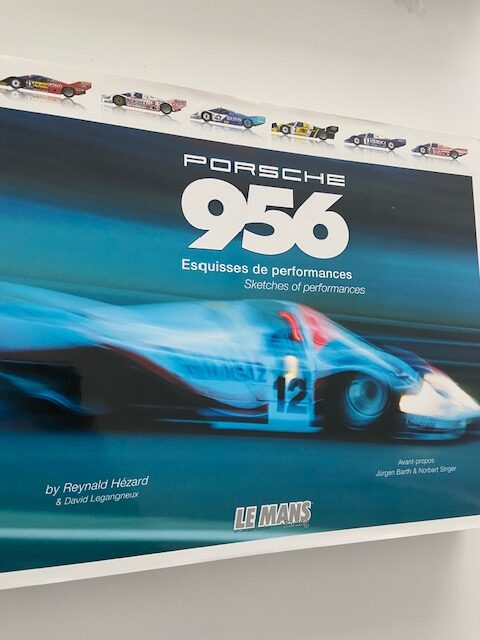 PORSCHE
956
Esquisses de performances
Sketches of performances
12
by Reynald Hézard
& David Legangneux
Avant-propos
Jürgen Barth & Norbert Singer
LE MANS